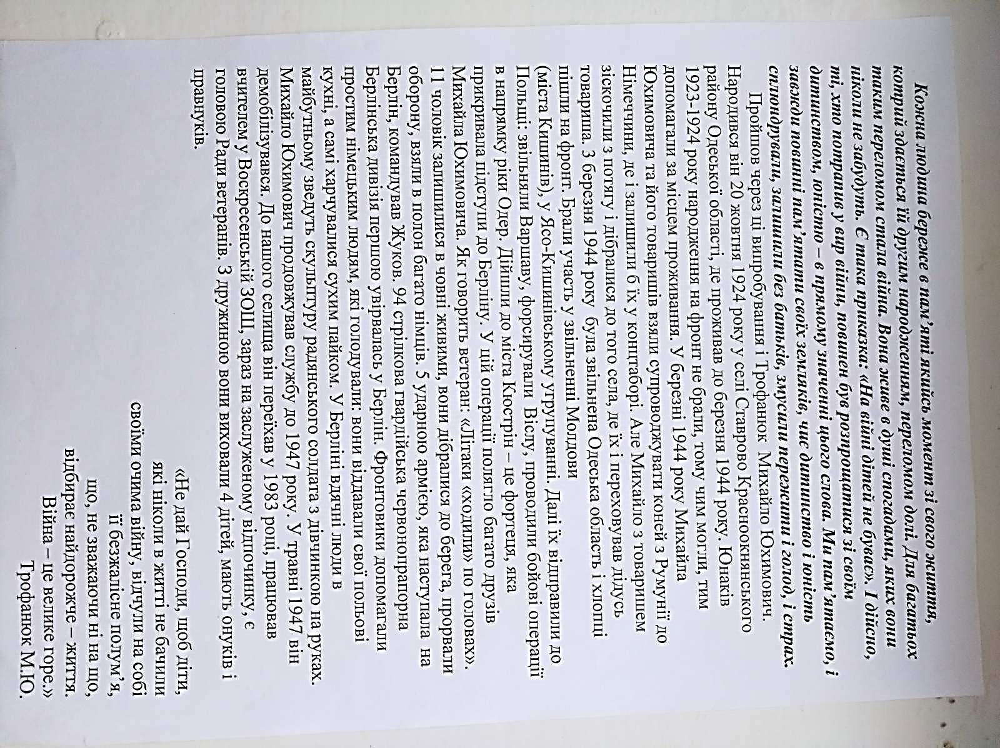 Кожна людина береже в пам’яті якийсь момент зі свого життя,
котрий здається їй другим народженням, переломом долі. Для багатьох
таким переломом стала війна. Вона живе в душі спогадами, яких вони
ніколи не забудуть. Є така приказка: «На війні дітей не буває». І дійсно,
ті, хто потрапив у вир війни, повинен був розпрощатися зі своїм
дитинством, юністю – в прямому значенні цього слова. Ми пам’ятаємо, і
завжди повинні пам’ятати своїх земляків, чиє дитинство і юність
сплюндрували, залишили без батьків, змусили пережити і голод, і страх.
Пройшов через ці випробування і Трофанюк Михайло Юхимович.
Народився він 20 жовтня 1924 року у селі Ставрово Красноокнянського
району Одеської області, де проживав до березня 1944 року. Юнаків
1923-1924 року народження на фронт не брали, тому чим могли, тим
допомагали за місцем проживання. У березні 1944 року Михайла
Юхимовича та його товаришів взяли супроводжувати коней з Румунії до
Німеччини, де і залишили б їх у концтаборі. Але Михайло з товаришем
зіскочили з потягу і дібралися до того села, де їх і переховував дідусь
товариша. 3 березня 1944 року була звільнена Одеська область і хлопці
пішли на фронт. Брали участь у звільненні Молдови
(міста Кишинів), у Ясо-Кишинівському угрупуванні. Далі їх відправили до
Польщі: звільняли Варшаву, форсирували Віслу, проводили бойові операції
в напрямку ріки Одер. Дійшли до міста Кюстрін – це фортеця, яка
прикривала підступи до Берліну. У цій операції полягло багато друзів
Михайла Юхимовича. Як говорить ветеран: «Літаки «ходили» по головах».
11 чоловік залишилися в човні живими, вони дібралися до берега, прорвали
оборону, взяли в полон багато німців. 5 ударною армією, яка наступала на
Берлін, командував Жуков. 94 стрілкова гвардійська червонопрапорна
Берлінська дивізія першою увірвалась у Берлін. Фронтовики допомагали
простим німецьким людям, які голодували: вони віддавали свої польові
кухні, а самі харчувалися сухим пайком. У Берліні вдячні люди в
майбутньому зведуть скульптуру радянського солдата з дівчинкою на руках.
Михайло Юхимович продовжував службу до 1947 року. У травні 1947 він
демобілізувався. До нашого селища він переїхав у 1983 році, працював
вчителем у Воскресенській ЗОШ, зараз на заслуженому відпочинку, є
головою Ради ветеранів. З дружиною вони виховали 4 дітей, мають онуків і
правнуків.
«Не дай Господи, щоб діти,
які ніколи в житті не бачили
своїми очима війну, відчули на собі
її безжалісне полум’я,
що, не зважаючи ні на що,
відбирає найдорожче – життя.
Війна – це велике горе.»
Трофанюк М.Ю.